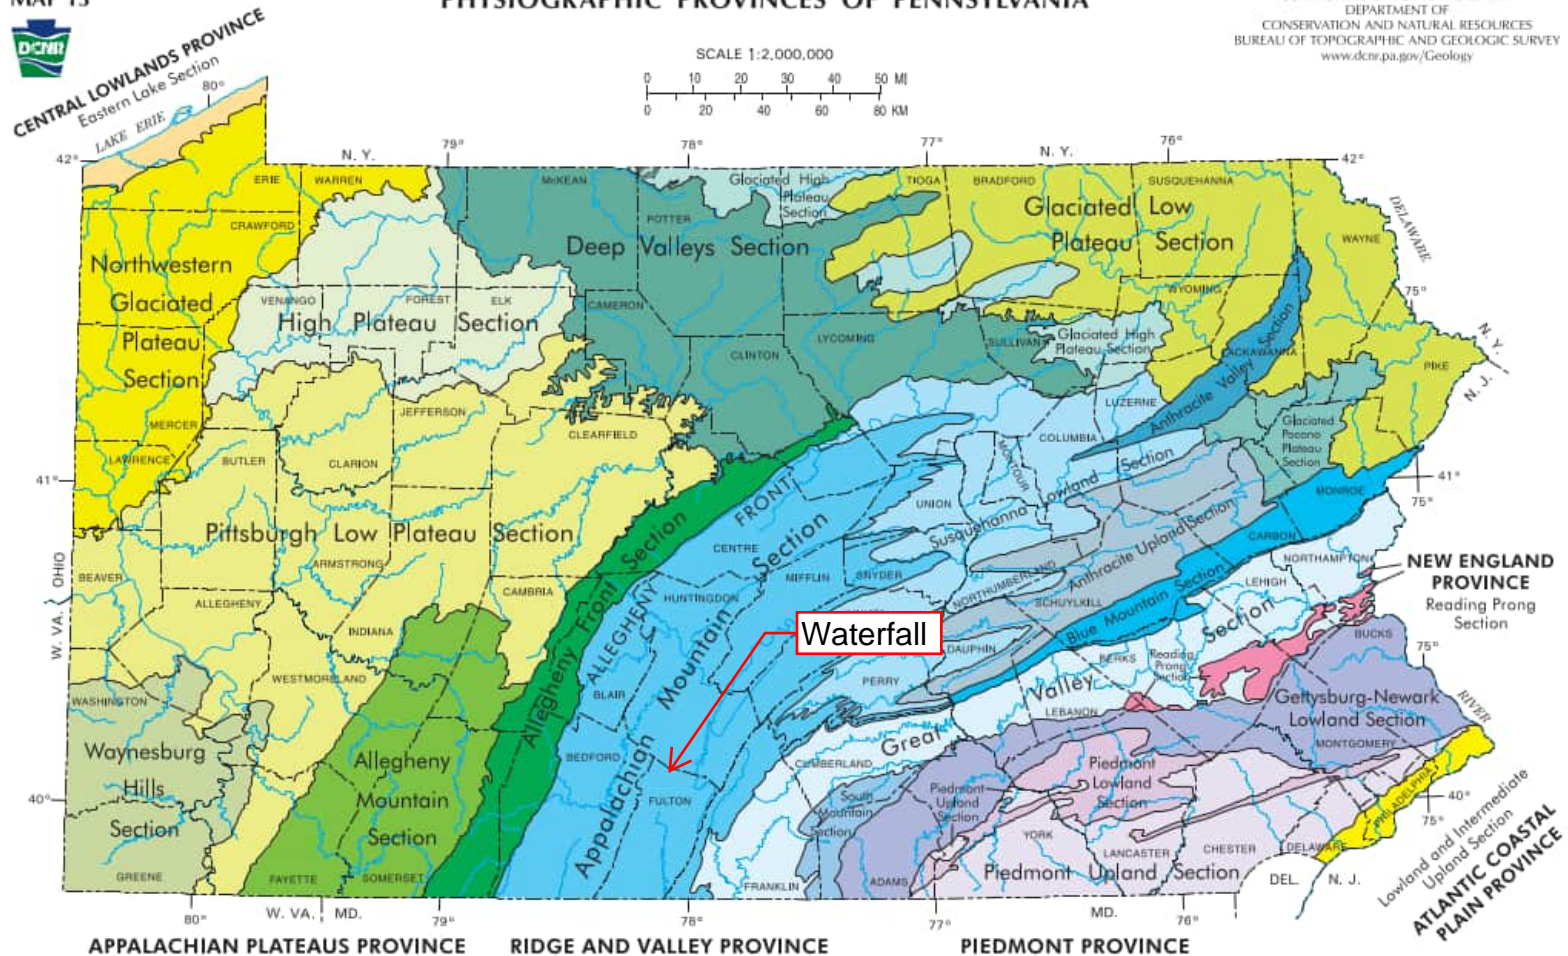 MAP 13
PHYSIOGRAPHIC PROVINCES OF PENNSYLVANIA
DEPARTMENT OF
CONSERVATION AND NATURAL RESOURCES
BUREAU OF TOPOGRAPHIC AND GEOLOGIC SURVEY
www.dcnr.pa.gov/Geology
DCNR
SCALE 1:2,000,000
0 10 20 30 40 50 MI
0 20 40 60 80 KM
CENTRAL LOWLANDS PROVINCE
Eastern Lake Section
80°
LAKE ERIE
42°
N. Y.
79°
78°
77°
N. Y.
76°
42°
ERIE
WARREN
McKEAN
POTTER
Glaciated High
Plateau
Section
TIOGA
BRADFORD
SUSQUEHANNA
WAYNE
DELAWARE
CRAWFORD
Northwestern
Glaciated
Plateau
Section
Deep Valleys Section
Glaciated Low
Plateau Section
VENANGO
FOREST
ELK
High Plateau Section
CAMERON
CLINTON
LYCOMING
SULLIVAN
Glaciated High
Plateau Section
WYOMING
LACKAWANNA
Anthracite Valley Section
75°
N. Y.
N. J.
PIKE
MERCER
LAWRENCE
BUTLER
CLARION
JEFFERSON
CLEARFIELD
LUZERNE
COLUMBIA
MONTOUR
Glaciated
Pocono
Plateau
Section
41°
41°
75°
MONROE
Pittsburgh Low Plateau Section
ALLEGHENY FRONT
Allegheny Front Section
Appalachian Mountain Section
CENTRE
UNION
Susquehanna Lowland Section
Anthracite Upland Section
CARBON
NORTHAMPTON
OHIO
W. VA.
BEAVER
ARMSTRONG
ALLEGHENY
INDIANA
CAMBRIA
HUNTINGDON
MIFFLIN
SNYDER
NORTHUMBERLAND
SCHUYLKILL
Blue Mountain Section
LEHIGH
NEW ENGLAND
PROVINCE
Reading Prong
Section
Waterfall
DAUPHIN
PERRY
BERKS
Reading
Prong
Section
BUCKS
75°
WASHINGTON
WESTMORELAND
BLAIR
BEDFORD
Great Valley Section
LEBANON
CUMBERLAND
Gettysburg-Newark
Lowland Section
MONTGOMERY
RIVER
Waynesburg
Hills
Section
Allegheny
Mountain
Section
FULTON
South
Mountain
Section
Piedmont
Upland
Section
Piedmont
Lowland
Section
PHILADELPHIA
40°
40°
75°
GREENE
FAYETTE
SOMERSET
FRANKLIN
ADAMS
YORK
LANCASTER
CHESTER
DELAWARE
Piedmont Upland Section
DEL.
N. J.
Lowland and Intermediate
Upland Section
ATLANTIC COASTAL
PLAIN PROVINCE
80°
W. VA.
MD.
79°
78°
77°
MD.
76°
APPALACHIAN PLATEAUS PROVINCE
RIDGE AND VALLEY PROVINCE
PIEDMONT PROVINCE